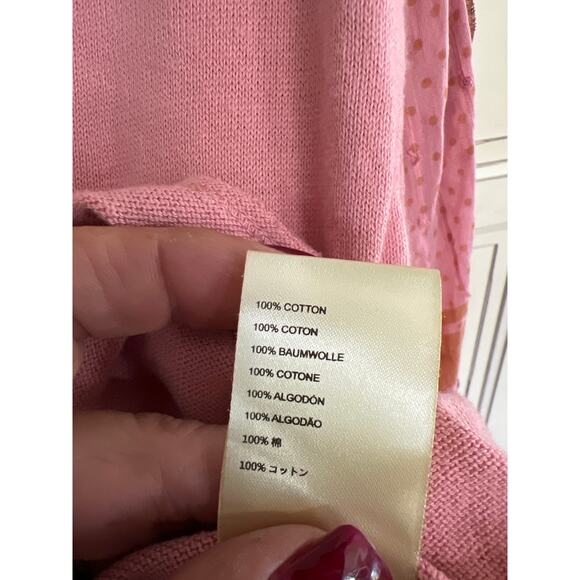 100% COTTON
100% COTON
100% BAUMWOLLE
100% COTONE
100% ALGODÓN
100% ALGODÃO
100% 棉
100% コットン